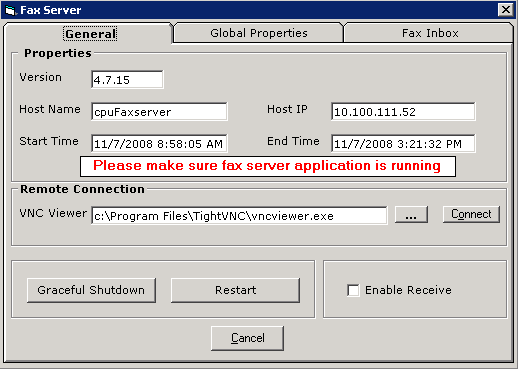 Fax Server
General Global Properties Fax Inbox
Properties
Version 4.7.15
Host Name cpuFaxserver Host IP 10.100.111.52
Start Time 11/7/2008 8:58:05 AM End Time 11/7/2008 3:21:32 PM
Please make sure fax server application is running
Remote Connection
VNC Viewer c:\Program Files\TightVNC\vncviewer.exe ... Connect
Graceful Shutdown Restart Enable Receive
Cancel